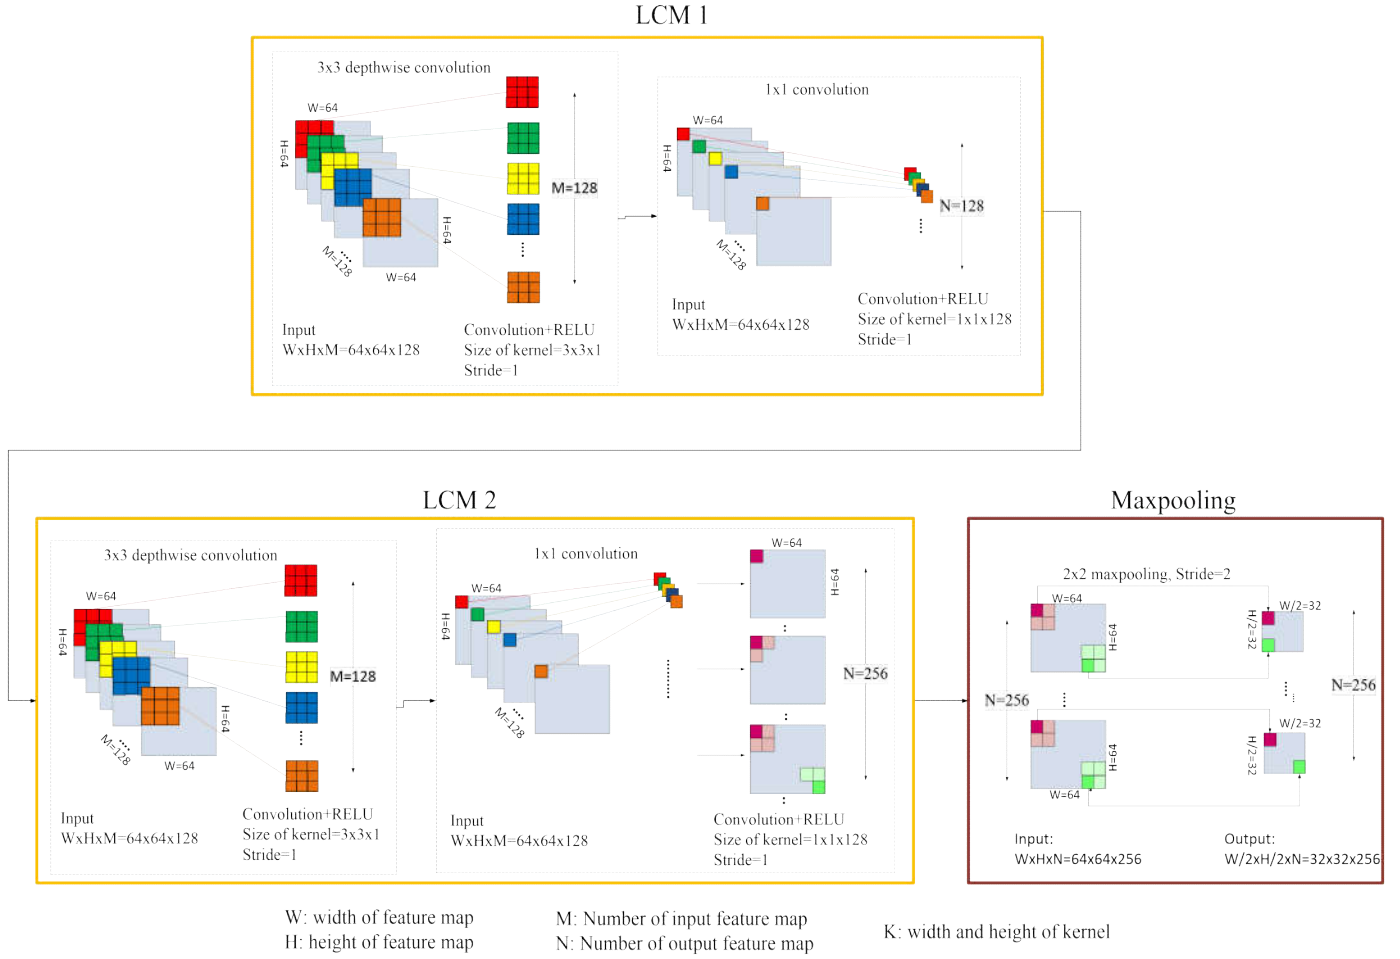 LCM 1
3x3 depthwise convolution
W=64
H=64
M=128
H=64
M=128
W=64
Input
WxHxM=64x64x128
Convolution+RELU
Size of kernel=3x3x1
Stride=1
1x1 convolution
W=64
H=64
N=128
M=128
Input
WxHxM=64x64x128
Convolution+RELU
Size of kernel=1x1x128
Stride=1
LCM 2
3x3 depthwise convolution
W=64
H=64
M=128
H=64
M=128
W=64
Input
WxHxM=64x64x128
Convolution+RELU
Size of kernel=3x3x1
Stride=1
1x1 convolution
W=64
H=64
M=128
W=64
H=64
N=256
Input
WxHxM=64x64x128
Convolution+RELU
Size of kernel=1x1x128
Stride=1
Maxpooling
2x2 maxpooling, Stride=2
W=64
H=64
W/2=32
H/2=32
N=256
N=256
W/2=32
H=64
H/2=32
W=64
Input:
WxHxN=64x64x256
Output:
W/2xH/2xN=32x32x256
W: width of feature map
H: height of feature map
M: Number of input feature map
N: Number of output feature map
K: width and height of kernel